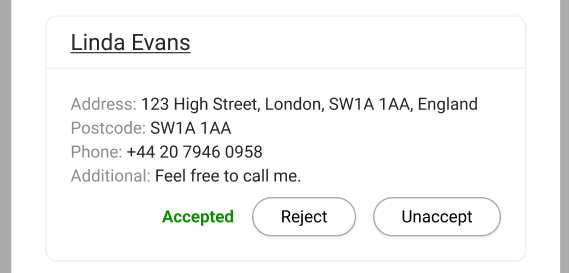 Linda Evans
Address: 123 High Street, London, SW1A 1AA, England
Postcode: SW1A 1AA
Phone: +44 20 7946 0958
Additional: Feel free to call me.
Accepted Reject Unaccept